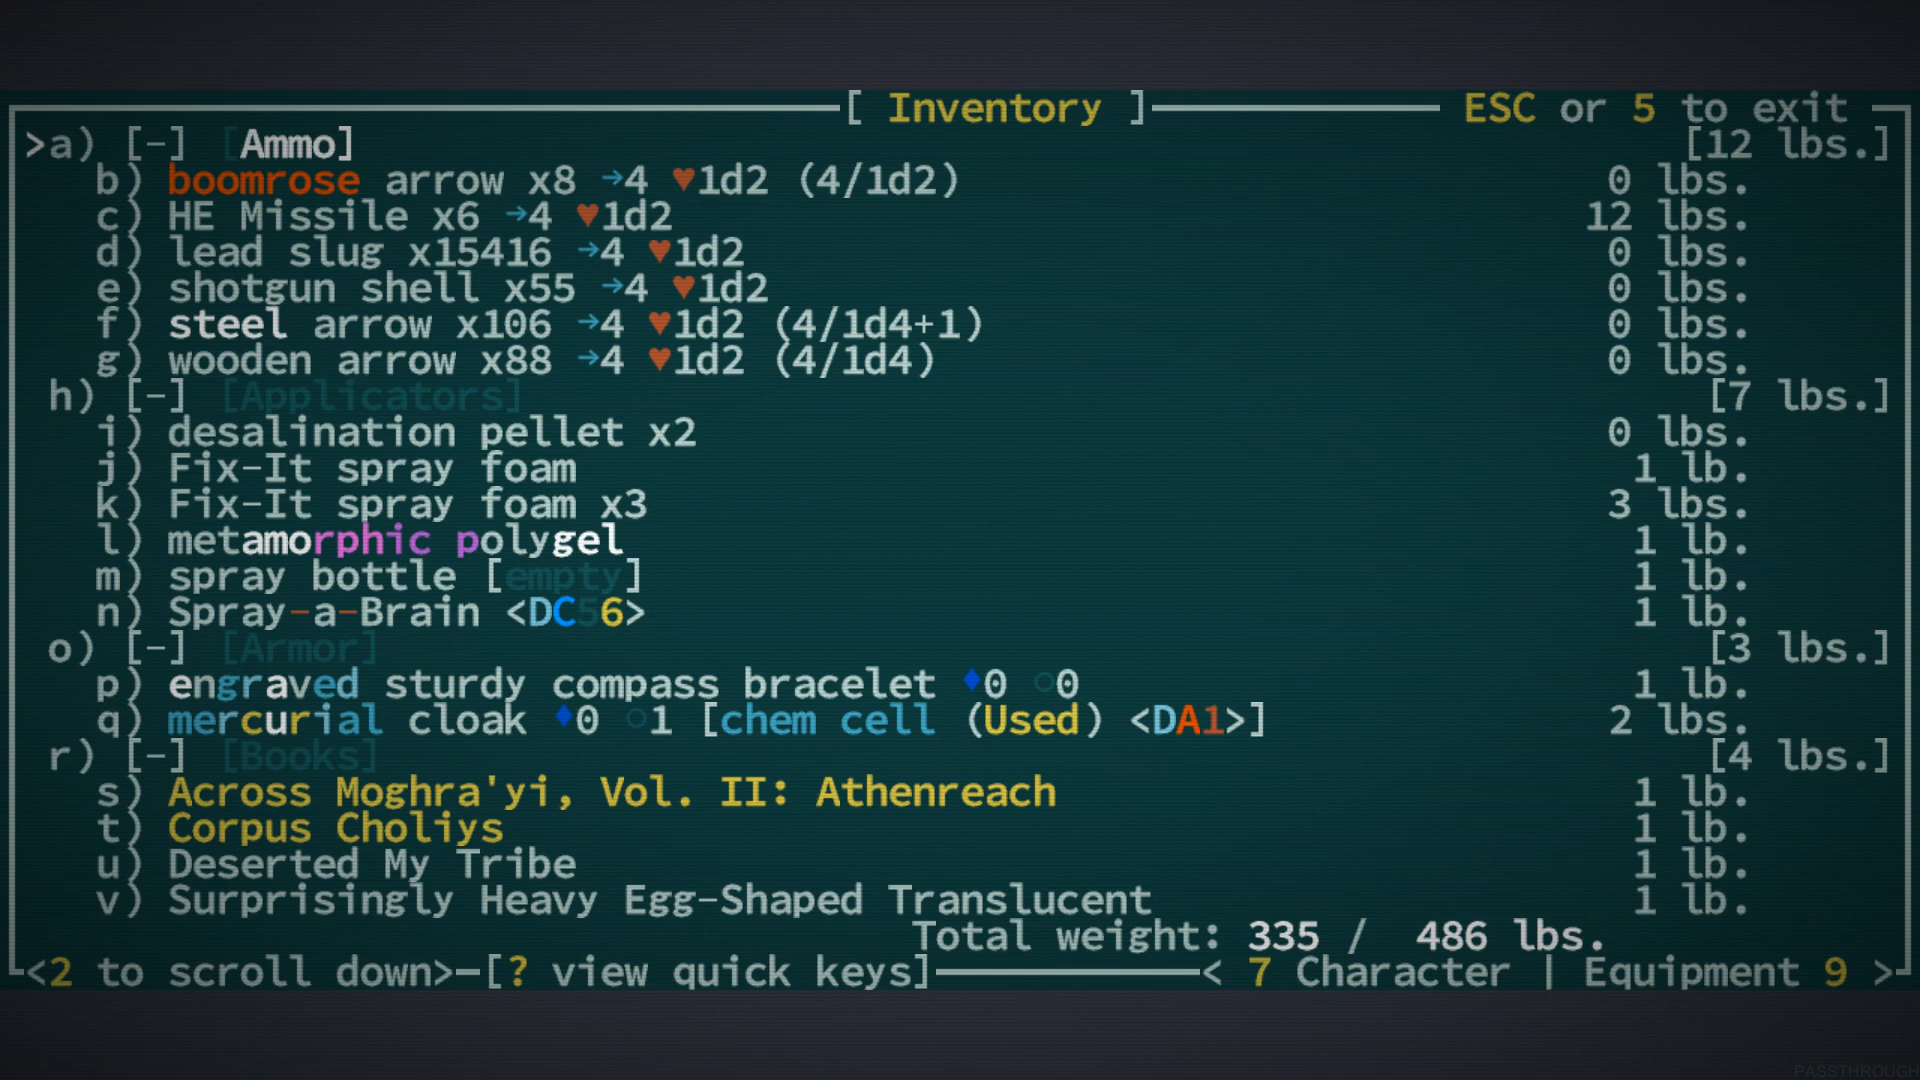 [ Inventory ] ESC or 5 to exit
>a) [-] [Ammo] [12 lbs.]
b) boomrose arrow x8 →4 ♥1d2 (4/1d2) 0 lbs.
c) HE Missile x6 →4 ♥1d2 12 lbs.
d) lead slug x15416 →4 ♥1d2 0 lbs.
e) shotgun shell x55 →4 ♥1d2 0 lbs.
f) steel arrow x106 →4 ♥1d2 (4/1d4+1) 0 lbs.
g) wooden arrow x88 →4 ♥1d2 (4/1d4) 0 lbs.
h) [-] [Applicators] [7 lbs.]
i) desalination pellet x2 0 lbs.
j) Fix-It spray foam 1 lb.
k) Fix-It spray foam x3 3 lbs.
l) metamorphic polygel 1 lb.
m) spray bottle [empty] 1 lb.
n) Spray-a-Brain <DC56> 1 lb.
o) [-] [Armor] [3 lbs.]
p) engraved sturdy compass bracelet ♦0 ○0 1 lb.
q) mercurial cloak ♦0 ○1 [chem cell (Used) <DA1>] 2 lbs.
r) [-] [Books] [4 lbs.]
s) Across Moghra'yi, Vol. II: Athenreach 1 lb.
t) Corpus Choliys 1 lb.
u) Deserted My Tribe 1 lb.
v) Surprisingly Heavy Egg-Shaped Translucent 1 lb.
Total weight: 335 / 486 lbs.
<2 to scroll down> [? view quick keys] < 7 Character | Equipment 9 >
PASSTHROUGH